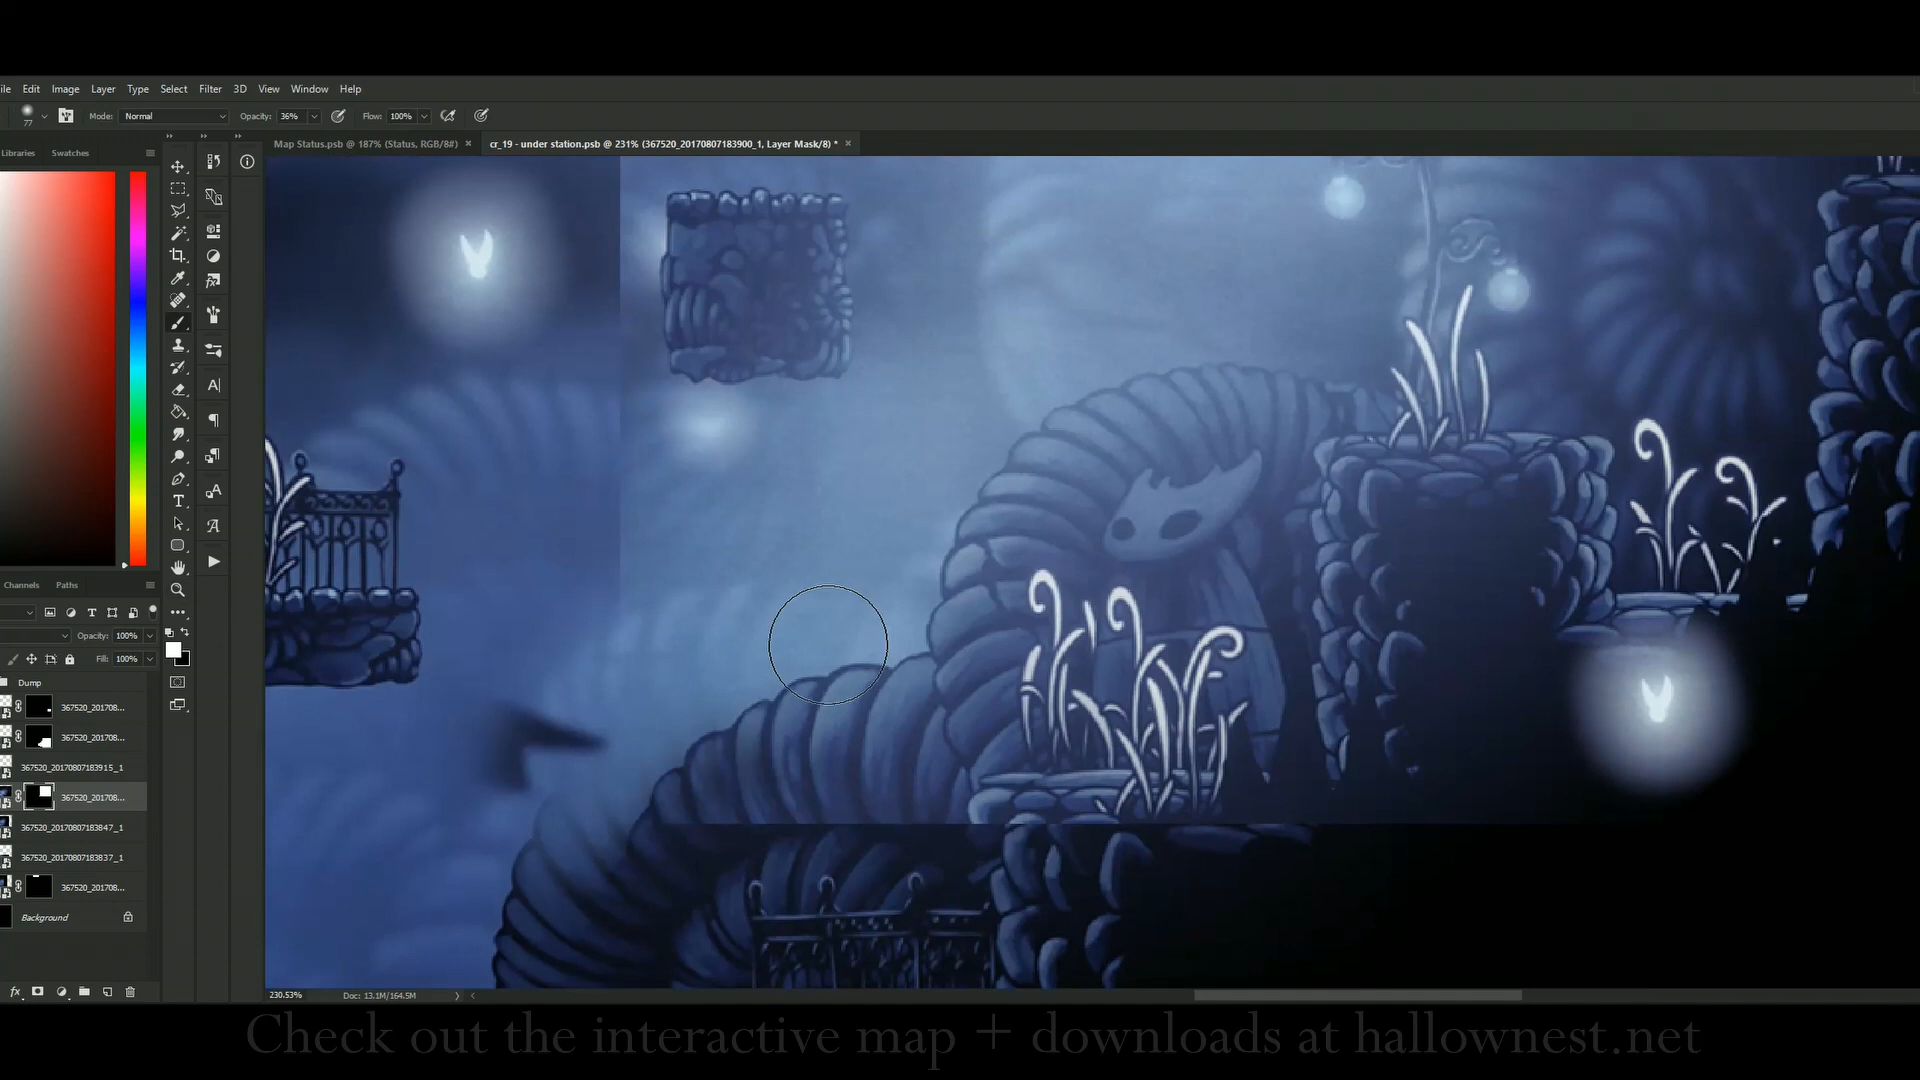 ile Edit Image Layer Type Select Filter 3D View Window Help
77 Mode: Normal Opacity: 36% Flow: 100%
Libraries Swatches
Map Status.psb @ 187% (Status, RGB/8#) × cr_19 - under station.psb @ 231% (367520_20170807183900_1, Layer Mask/8) * ×
Channels Paths
Opacity: 100%
Fill: 100%
Dump
367520_201708...
367520_201708...
367520_20170807183915_1
367520_201708...
367520_20170807183847_1
367520_20170807183837_1
367520_201708...
Background
230.53% Doc: 13.1M/164.5M
Check out the interactive map + downloads at hallownest.net